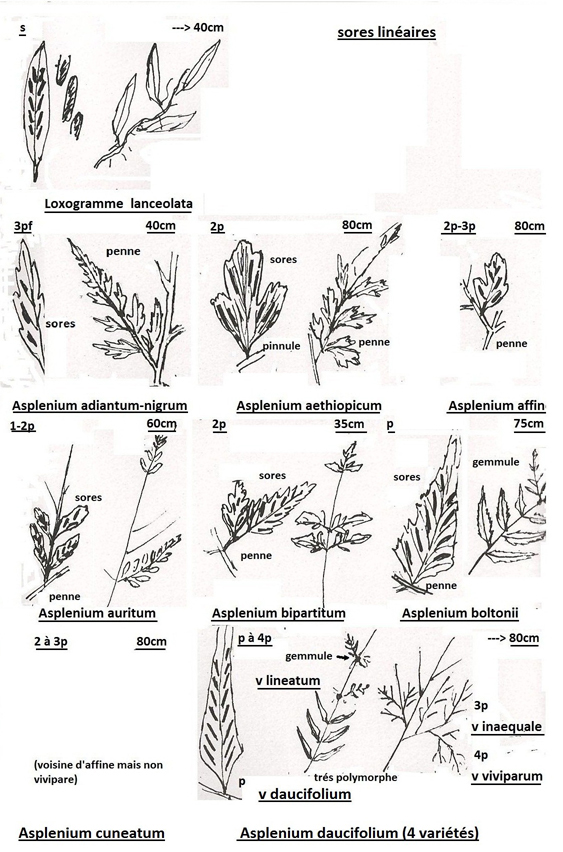 s
---> 40cm
sores linéaires
Loxogramme lanceolata
3pf
40cm
penne
sores
Asplenium adiantum-nigrum
2p
80cm
sores
pinnule
penne
Asplenium aethiopicum
2p-3p
80cm
penne
Asplenium affin
1-2p
60cm
sores
penne
Asplenium auritum
2p
35cm
sores
penne
Asplenium bipartitum
p
75cm
gemmule
sores
penne
Asplenium boltonii
2 à 3p
80cm
(voisine d'affine mais non
vivipare)
Asplenium cuneatum
p à 4p
---> 80cm
gemmule
v lineatum
3p
v inaequale
4p
v viviparum
trés polymorphe
p
v daucifolium
Asplenium daucifolium (4 variétés)